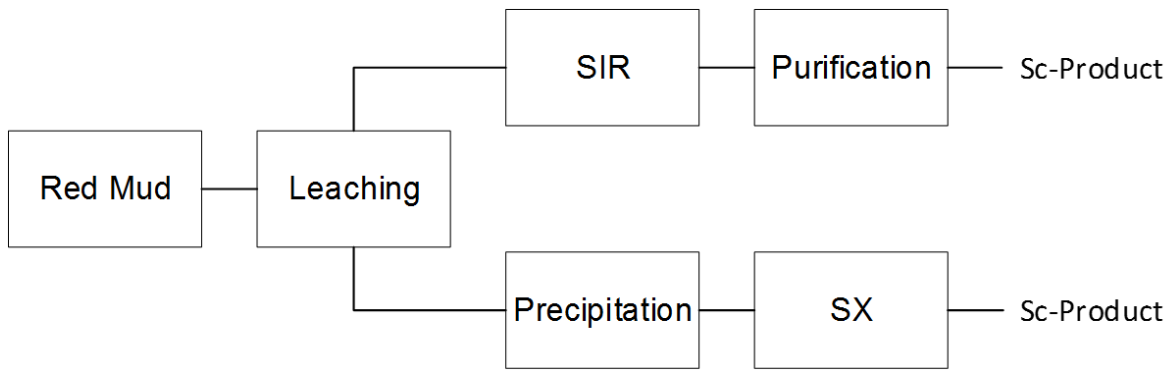 SIR
Purification
Sc-Product
Red Mud
Leaching
Precipitation
SX
Sc-Product